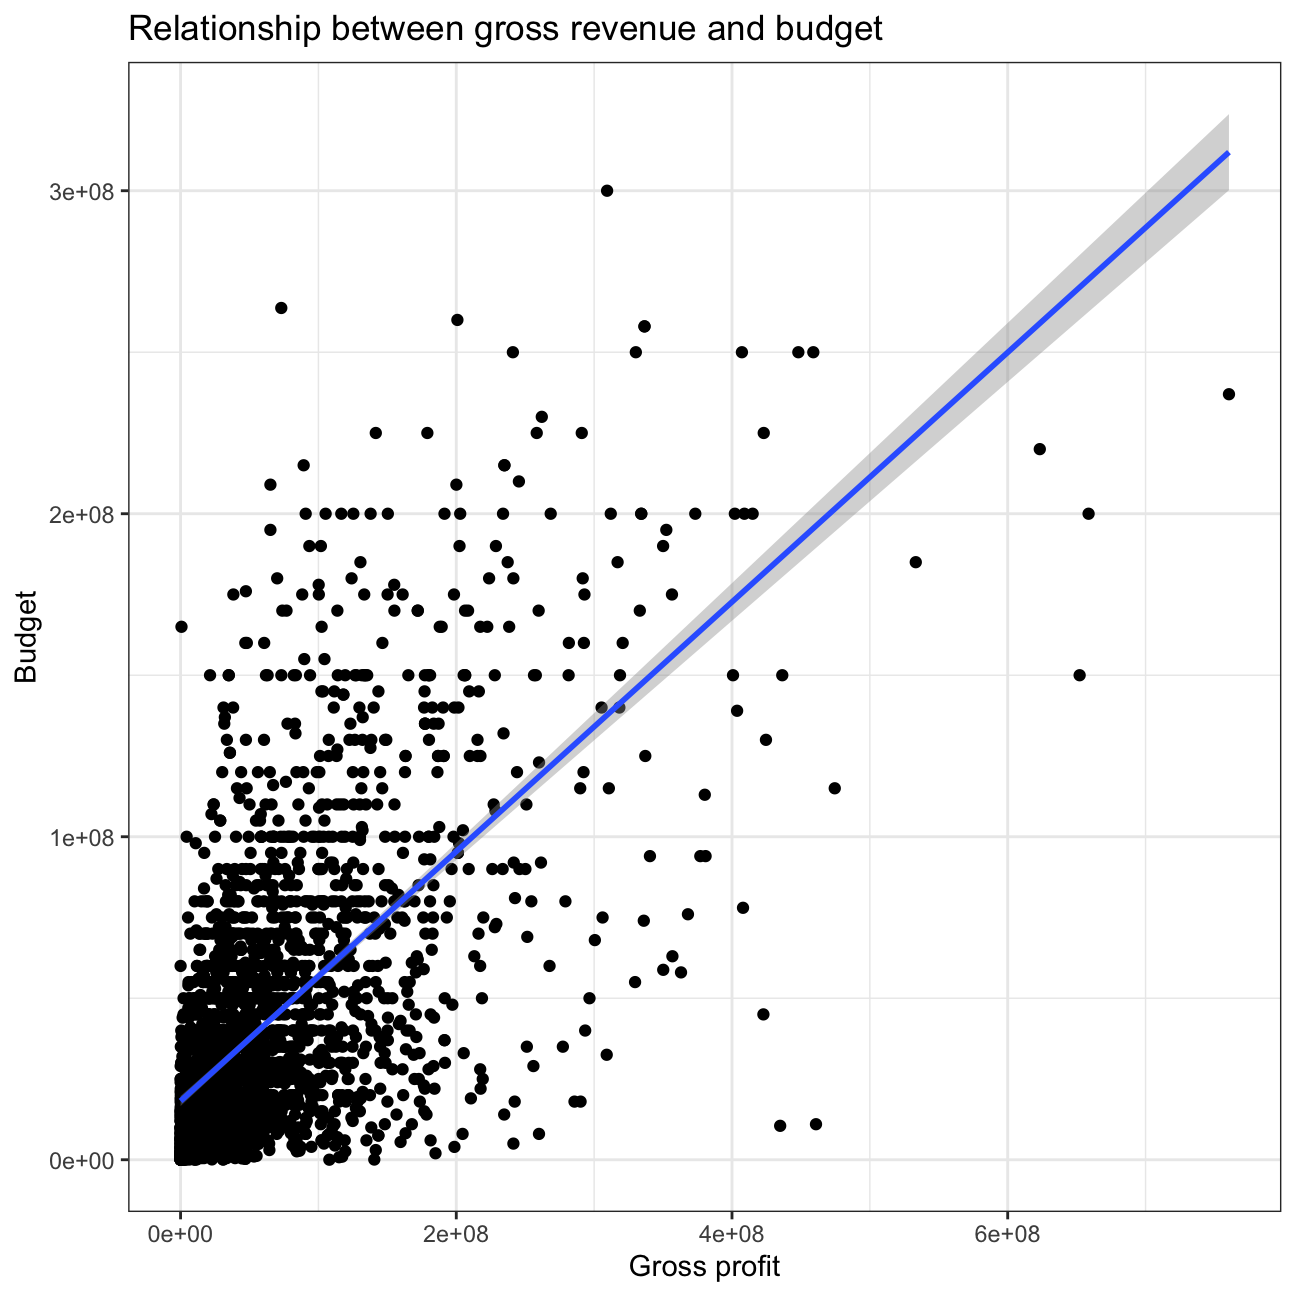 Relationship between gross revenue and budget
3e+08
2e+08
1e+08
0e+00
Budget
0e+00 2e+08 4e+08 6e+08
Gross profit